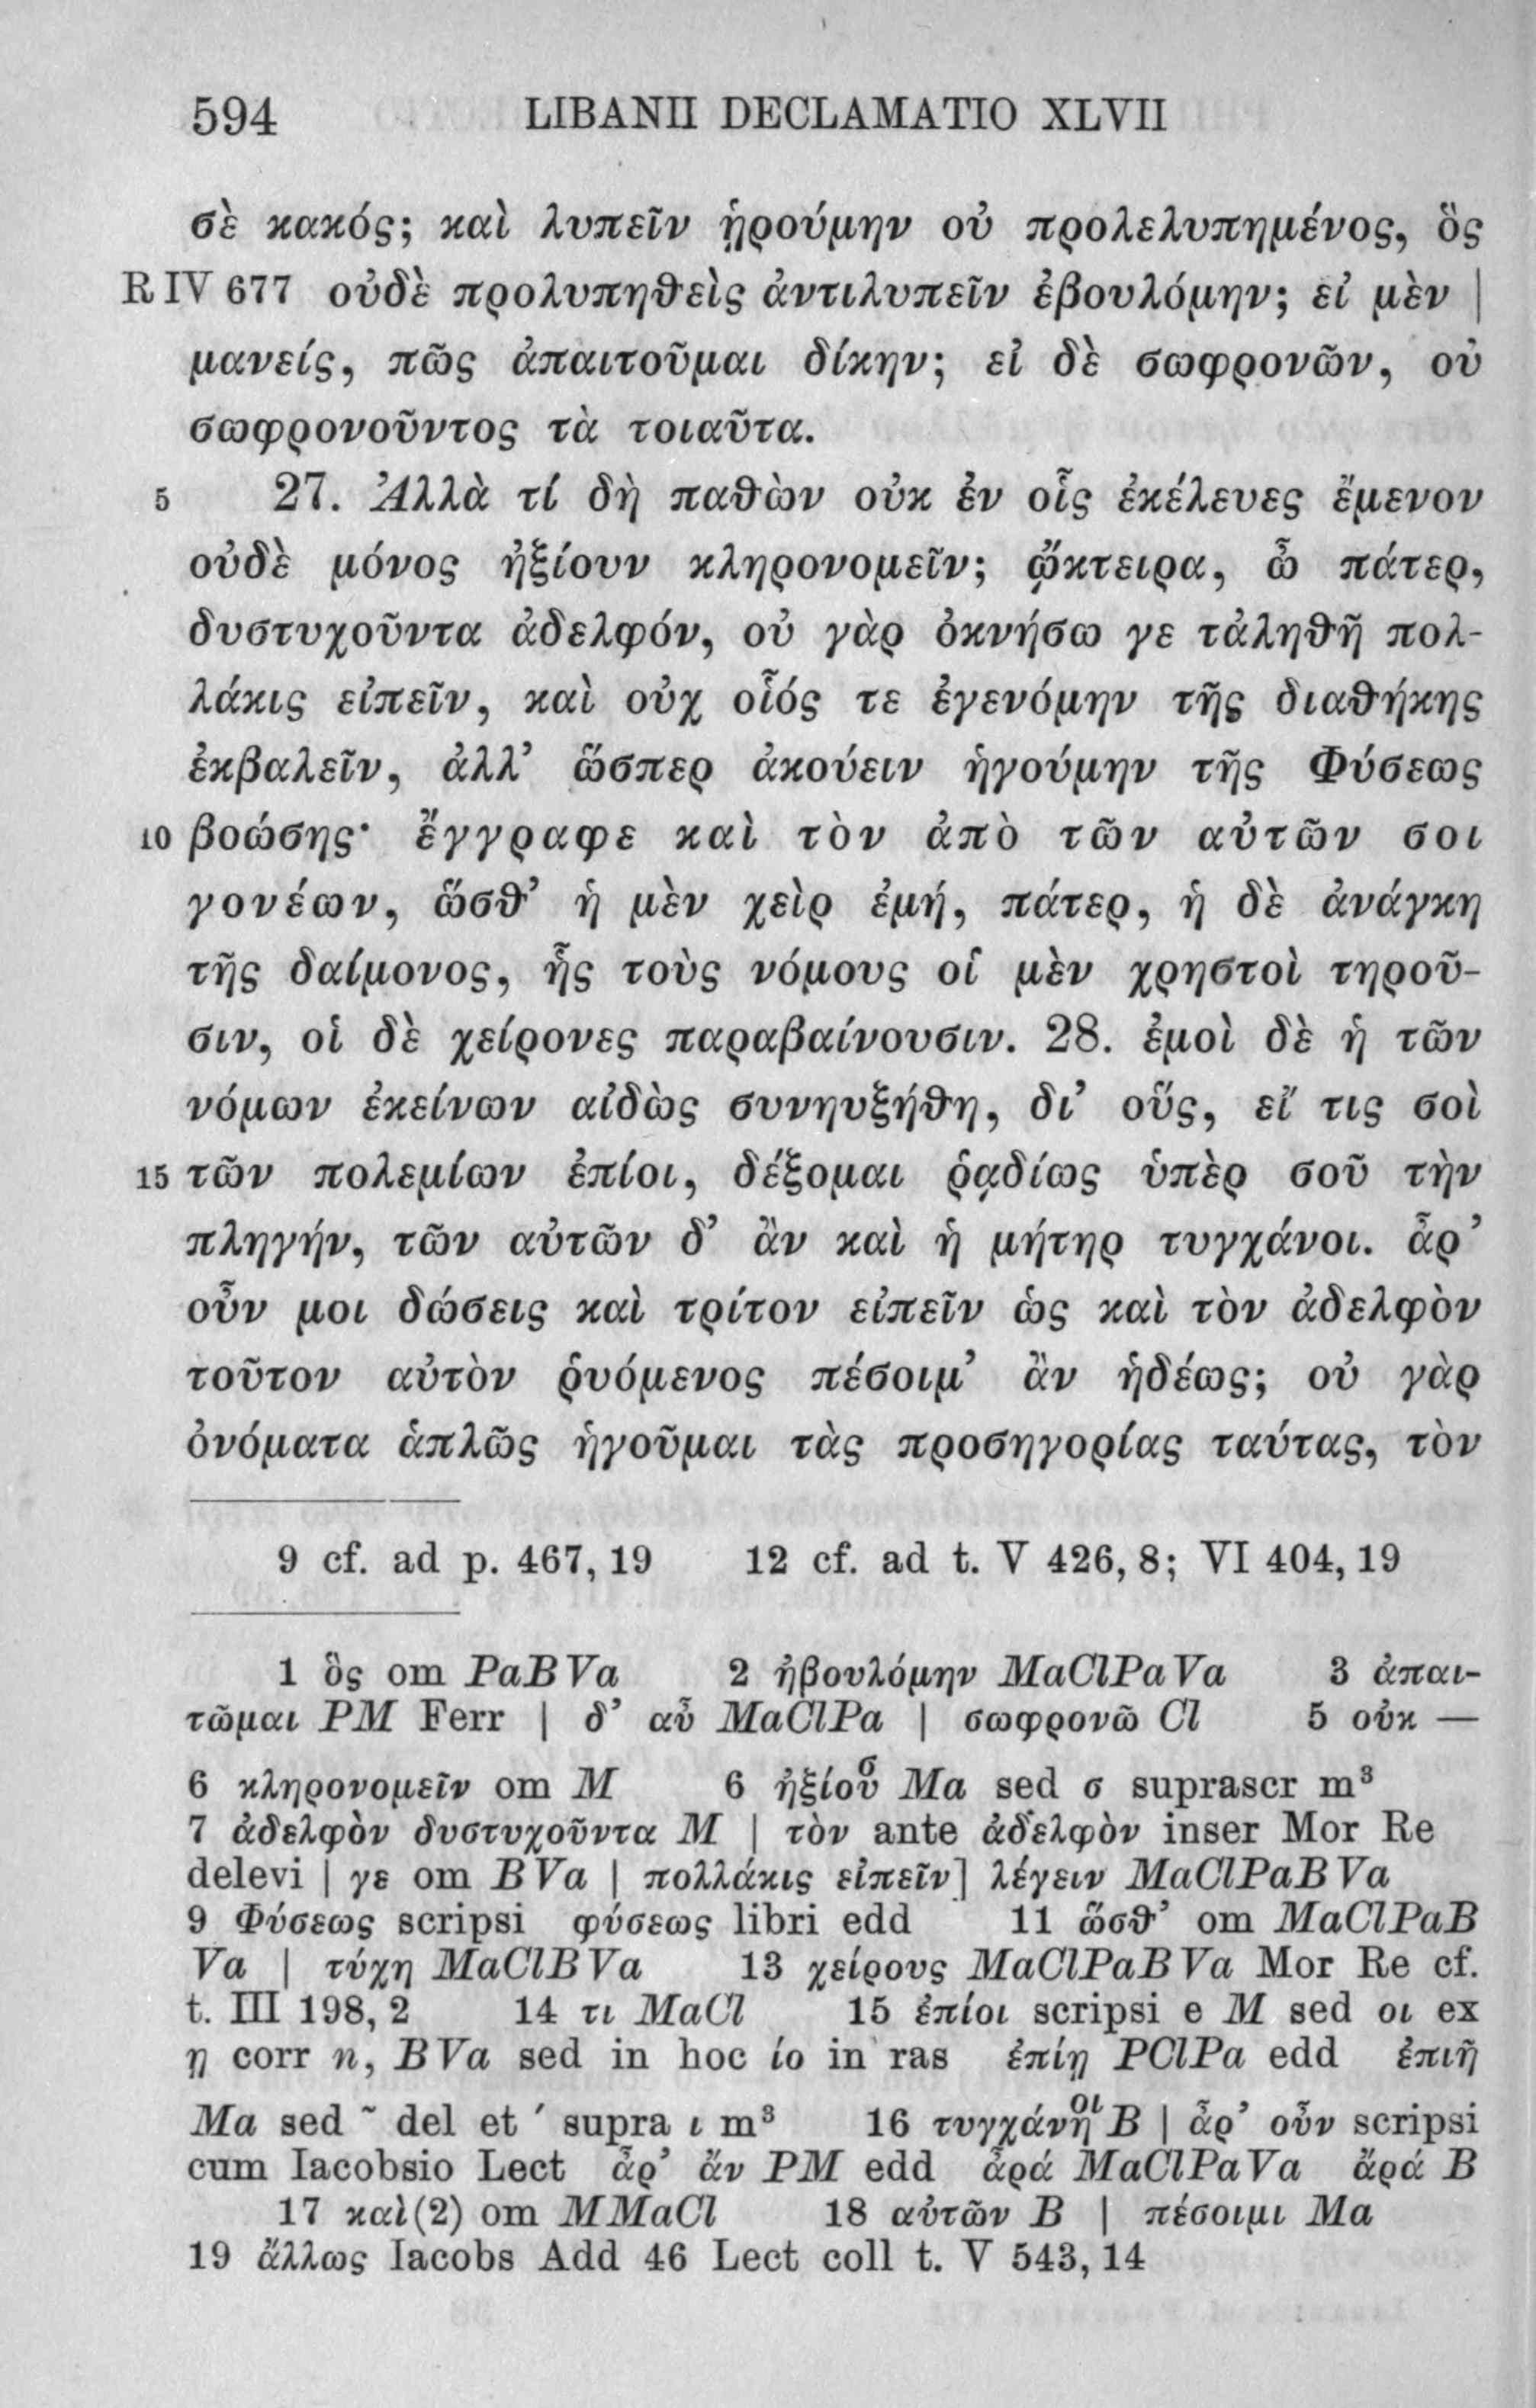 594 LIBANII DECLAMATIO XLVII
σὲ κακός; καὶ λυπεῖν ᾑρούμην οὐ προλελυπημένος, ὃς
R IV 677 οὐδὲ προλυπηθεὶς ἀντιλυπεῖν ἐβουλόμην; εἰ μὲν |
μανείς, πῶς ἀπαιτοῦμαι δίκην; εἰ δὲ σωφρονῶν, οὐ
σωφρονοῦντος τὰ τοιαῦτα.
5 27. Ἀλλὰ τί δὴ παθὼν οὐκ ἐν οἷς ἐκέλευες ἔμενον
οὐδὲ μόνος ἠξίουν κληρονομεῖν; ᾤκτειρα, ὦ πάτερ,
δυστυχοῦντα ἀδελφόν, οὐ γὰρ ὀκνήσω γε τἀληθῆ πολ-
λάκις εἰπεῖν, καὶ οὐχ οἷός τε ἐγενόμην τῆς διαθήκης
ἐκβαλεῖν, ἀλλ’ ὥσπερ ἀκούειν ἡγούμην τῆς Φύσεως
10 βοώσης· ἔγγραφε καὶ τὸν ἀπὸ τῶν αὐτῶν σοι
γονέων, ὥσθ’ ἡ μὲν χεὶρ ἐμή, πάτερ, ἡ δὲ ἀνάγκη
τῆς δαίμονος, ἧς τοὺς νόμους οἱ μὲν χρηστοὶ τηροῦ-
σιν, οἱ δὲ χείρονες παραβαίνουσιν. 28. ἐμοὶ δὲ ἡ τῶν
νόμων ἐκείνων αἰδὼς συνηυξήθη, δι’ οὕς, εἴ τις σοὶ
15 τῶν πολεμίων ἐπίοι, δέξομαι ῥᾳδίως ὑπὲρ σοῦ τὴν
πληγήν, τῶν αὐτῶν δ’ ἂν καὶ ἡ μήτηρ τυγχάνοι. ἆρ’
οὖν μοι δώσεις καὶ τρίτον εἰπεῖν ὡς καὶ τὸν ἀδελφὸν
τοῦτον αὐτὸν ῥυόμενος πέσοιμ’ ἂν ἡδέως; οὐ γὰρ
ὀνόματα ἁπλῶς ἡγοῦμαι τὰς προσηγορίας ταύτας, τὸν
9 cf. ad p. 467, 19 12 cf. ad t. V 426, 8; VI 404, 19
1 ὃς om PaBVa 2 ἠβουλόμην MaClPaVa 3 ἀπαι-
τῶμαι PM Ferr | δ’ αὖ MaClPa | σωφρονῶ Cl 5 οὐκ —
6 κληρονομεῖν om M 6 ἠξίοῦσ Ma sed σ suprascr m³
7 ἀδελφὸν δυστυχοῦντα M | τὸν ante ἀδελφὸν inser Mor Re
delevi | γε om BVa | πολλάκις εἰπεῖν] λέγειν MaClPaBVa
9 Φύσεως scripsi φύσεως libri edd 11 ὥσθ’ om MaClPaB
Va | τύχη MaClBVa 13 χείρους MaClPaBVa Mor Re cf.
t. III 198, 2 14 τι MaCl 15 ἐπίοι scripsi e M sed οι ex
ῃ corr n, BVa sed in hoc ίο in ras ἐπίῃ PClPa edd ἐπιῇ
Ma sed ˜ del et ´ supra ι m³ 16 τυγχάνῃοι B | ἆρ’ οὖν scripsi
cum Iacobsio Lect ἆρ’ ἄν PM edd ἆρά MaClPaVa ἄρά B
17 καὶ(2) om MMaCl 18 αὐτῶν B | πέσοιμι Ma
19 ἄλλως Iacobs Add 46 Lect coll t. V 543, 14